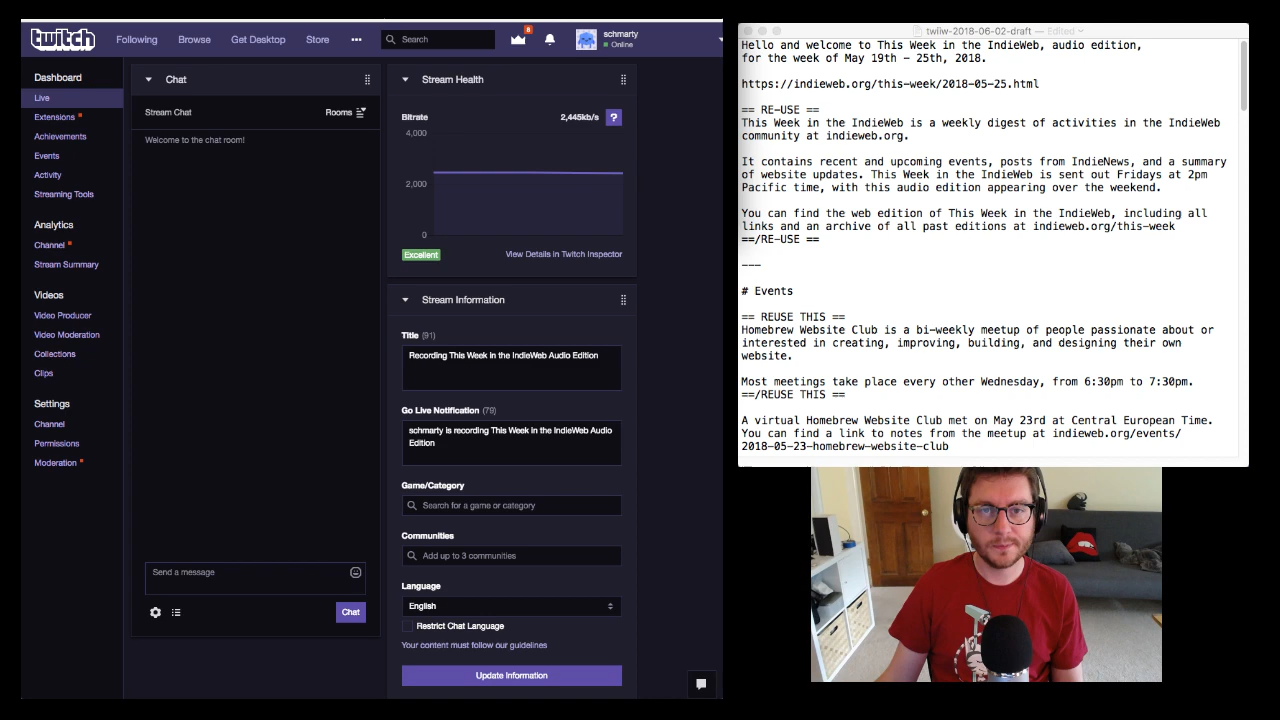 twitch
Following
Browse
Get Desktop
Store
Search
8
schmarty
Online
Dashboard
Live
Extensions
Achievements
Events
Activity
Streaming Tools
Analytics
Channel
Stream Summary
Videos
Video Producer
Video Moderation
Collections
Clips
Settings
Channel
Permissions
Moderation
Chat
Stream Chat
Rooms
Welcome to the chat room!
Send a message
Chat
Stream Health
Bitrate
2,445kb/s
?
4,000
2,000
0
Excellent
View Details in Twitch Inspector
Stream Information
Title (91)
Recording This Week in the IndieWeb Audio Edition
Go Live Notification (79)
schmarty is recording This Week in the IndieWeb Audio
Edition
Game/Category
Search for a game or category
Communities
Add up to 3 communities
Language
English
Restrict Chat Language
Your content must follow our guidelines
Update Information
twiiw-2018-06-02-draft — Edited
Hello and welcome to This Week in the IndieWeb, audio edition,
for the week of May 19th - 25th, 2018.
https://indieweb.org/this-week/2018-05-25.html
== RE-USE ==
This Week in the IndieWeb is a weekly digest of activities in the IndieWeb
community at indieweb.org.
It contains recent and upcoming events, posts from IndieNews, and a summary
of website updates. This Week in the IndieWeb is sent out Fridays at 2pm
Pacific time, with this audio edition appearing over the weekend.
You can find the web edition of This Week in the IndieWeb, including all
links and an archive of all past editions at indieweb.org/this-week
==/RE-USE ==
---
# Events
== REUSE THIS ==
Homebrew Website Club is a bi-weekly meetup of people passionate about or
interested in creating, improving, building, and designing their own
website.
Most meetings take place every other Wednesday, from 6:30pm to 7:30pm.
==/REUSE THIS ==
A virtual Homebrew Website Club met on May 23rd at Central European Time.
You can find a link to notes from the meetup at indieweb.org/events/
2018-05-23-homebrew-website-club